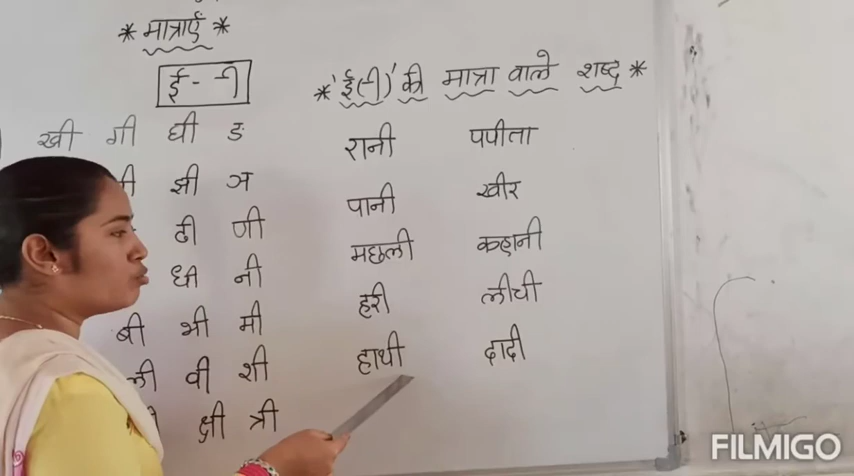 * मात्राएँ *
ई - ी
*'ई(ी)' की मात्रा वाले शब्द *
खी गी घी ङ
झी ञ
ढी णी
धी नी
बी भी मी
ली वी शी
क्षी त्री
रानी पपीता
पानी खीर
मछली कहानी
हरी लीची
हाथी दादी
FILMIGO